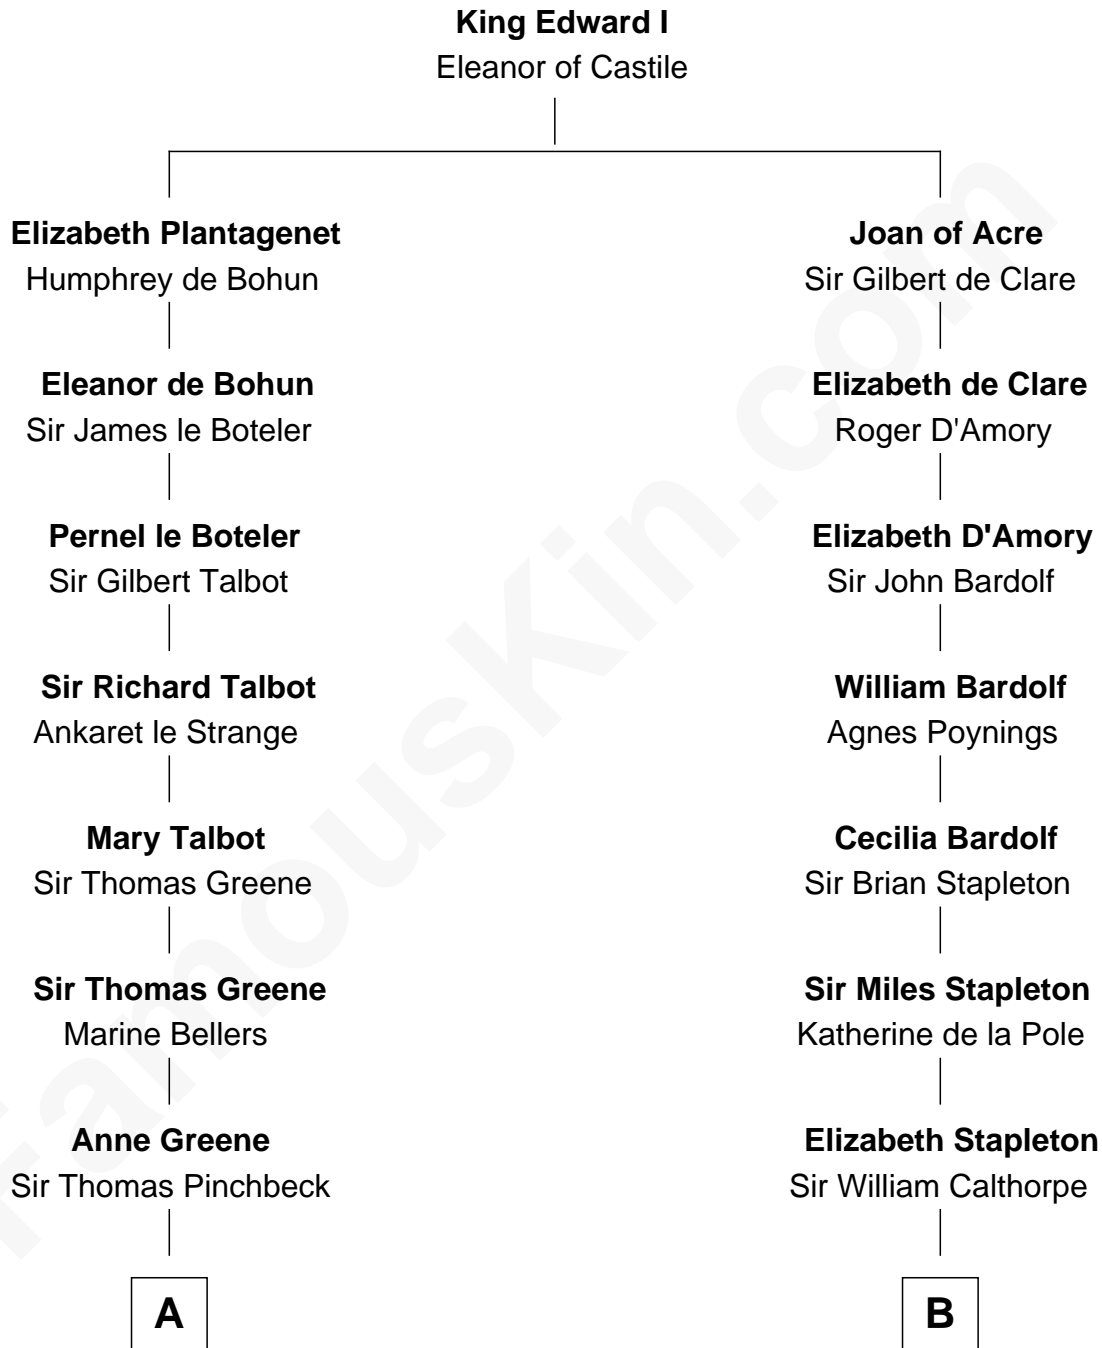 King Edward I
Eleanor of Castile
Elizabeth Plantagenet
Humphrey de Bohun
Eleanor de Bohun
Sir James le Boteler
Pernel le Boteler
Sir Gilbert Talbot
Sir Richard Talbot
Ankaret le Strange
Mary Talbot
Sir Thomas Greene
Sir Thomas Greene
Marine Bellers
Anne Greene
Sir Thomas Pinchbeck
A
Joan of Acre
Sir Gilbert de Clare
Elizabeth de Clare
Roger D'Amory
Elizabeth D'Amory
Sir John Bardolf
William Bardolf
Agnes Poynings
Cecilia Bardolf
Sir Brian Stapleton
Sir Miles Stapleton
Katherine de la Pole
Elizabeth Stapleton
Sir William Calthorpe
B
FamousKin.com